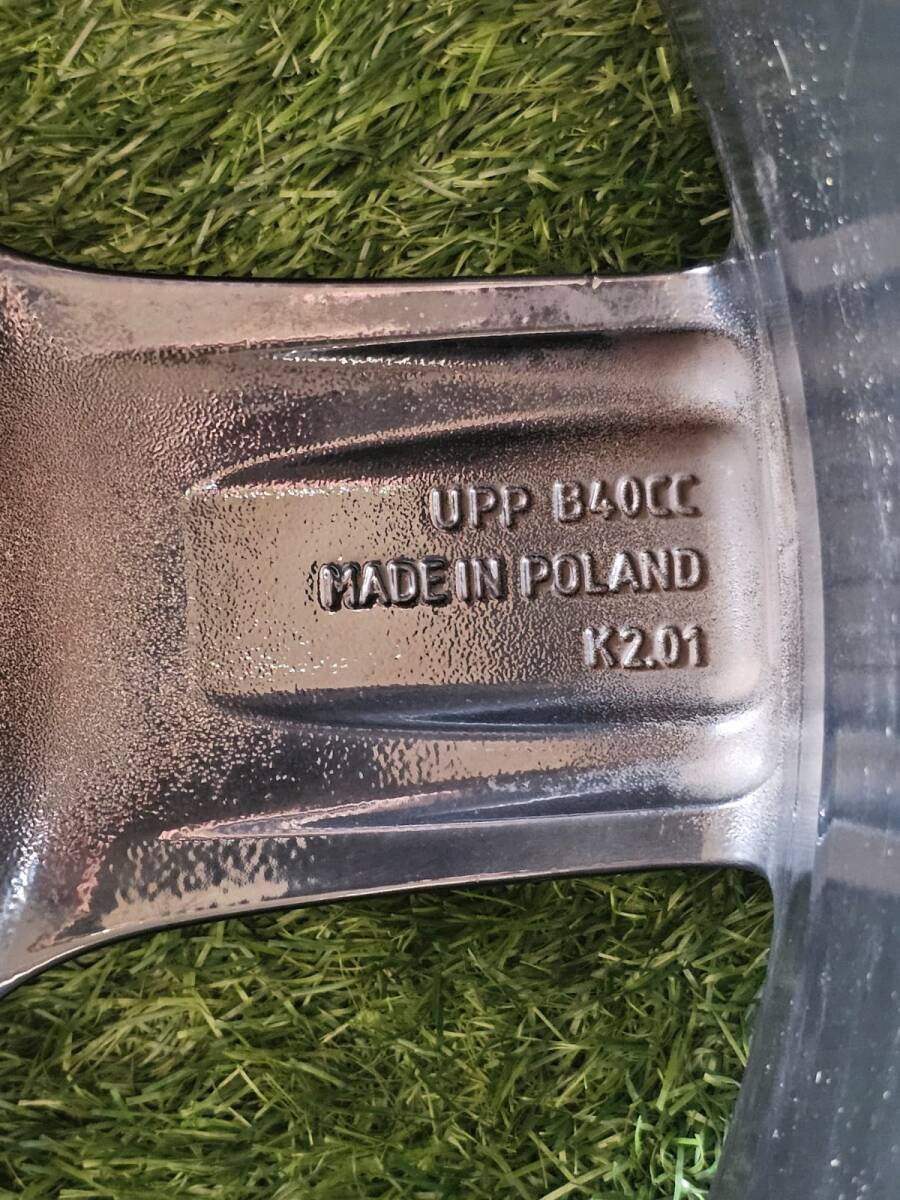 UPP B40CC
MADE IN POLAND
K2.01